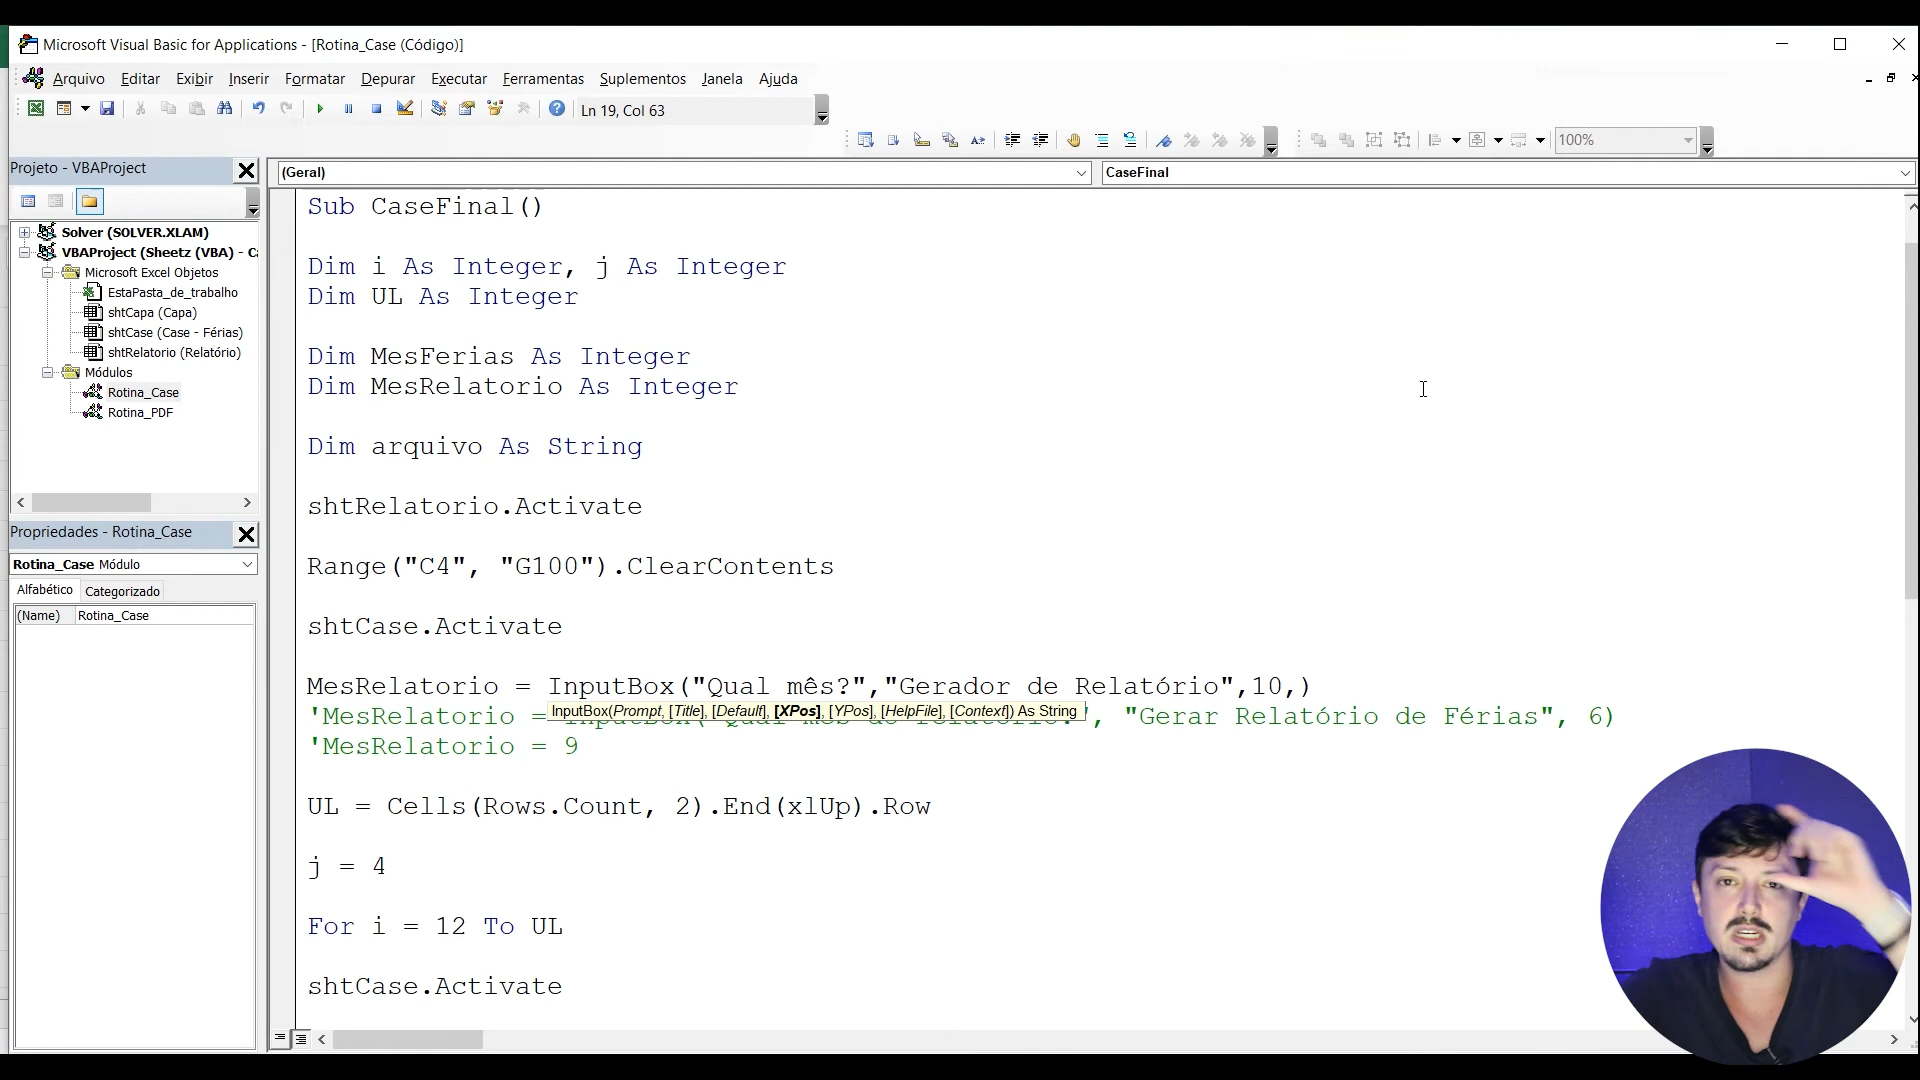 Microsoft Visual Basic for Applications - [Rotina_Case (Código)]
Arquivo Editar Exibir Inserir Formatar Depurar Executar Ferramentas Suplementos Janela Ajuda
Ln 19, Col 63
100%
Projeto - VBAProject
(Geral)
CaseFinal
Solver (SOLVER.XLAM)
VBAProject (Sheetz (VBA) - Ca
Microsoft Excel Objetos
EstaPasta_de_trabalho
shtCapa (Capa)
shtCase (Case - Férias)
shtRelatorio (Relatório)
Módulos
Rotina_Case
Rotina_PDF
Propriedades - Rotina_Case
Rotina_Case Módulo
Alfabético Categorizado
(Name) Rotina_Case
Sub CaseFinal()
Dim i As Integer, j As Integer
Dim UL As Integer
Dim MesFerias As Integer
Dim MesRelatorio As Integer
Dim arquivo As String
shtRelatorio.Activate
Range("C4", "G100").ClearContents
shtCase.Activate
MesRelatorio = InputBox("Qual mês?","Gerador de Relatório",10,)
InputBox(Prompt, [Title], [Default], [XPos], [YPos], [HelpFile], [Context]) As String
'MesRelatorio = , "Gerar Relatório de Férias", 6)
'MesRelatorio = 9
UL = Cells(Rows.Count, 2).End(xlUp).Row
j = 4
For i = 12 To UL
shtCase.Activate